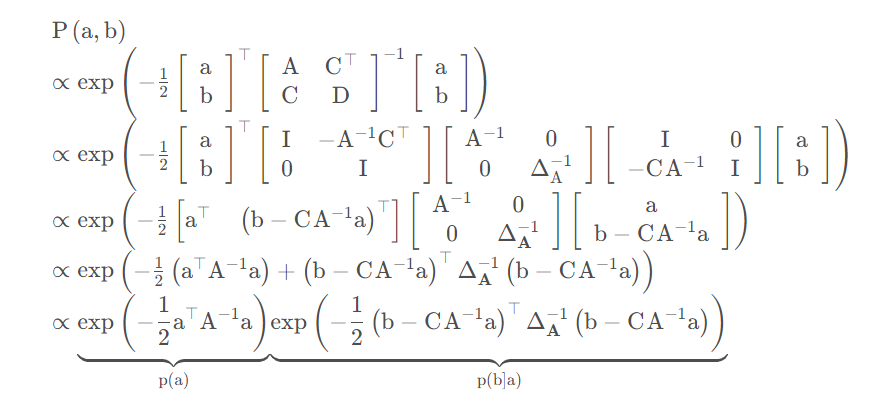 P (a, b)
∝ exp ( −1/2 [ a b ]^⊤ [ A C^⊤ C D ]^−1 [ a b ] )
∝ exp ( −1/2 [ a b ]^⊤ [ I −A^−1C^⊤ 0 I ] [ A^−1 0 0 Δ_A^−1 ] [ I 0 −CA^−1 I ] [ a b ] )
∝ exp ( −1/2 [ a^⊤ (b − CA^−1a)^⊤ ] [ A^−1 0 0 Δ_A^−1 ] [ a b − CA^−1a ] )
∝ exp ( −1/2 (a^⊤A^−1a) + (b − CA^−1a)^⊤ Δ_A^−1 (b − CA^−1a) )
∝ exp ( −1/2 a^⊤A^−1a ) exp ( −1/2 (b − CA^−1a)^⊤ Δ_A^−1 (b − CA^−1a) )
p(a) p(b]a)